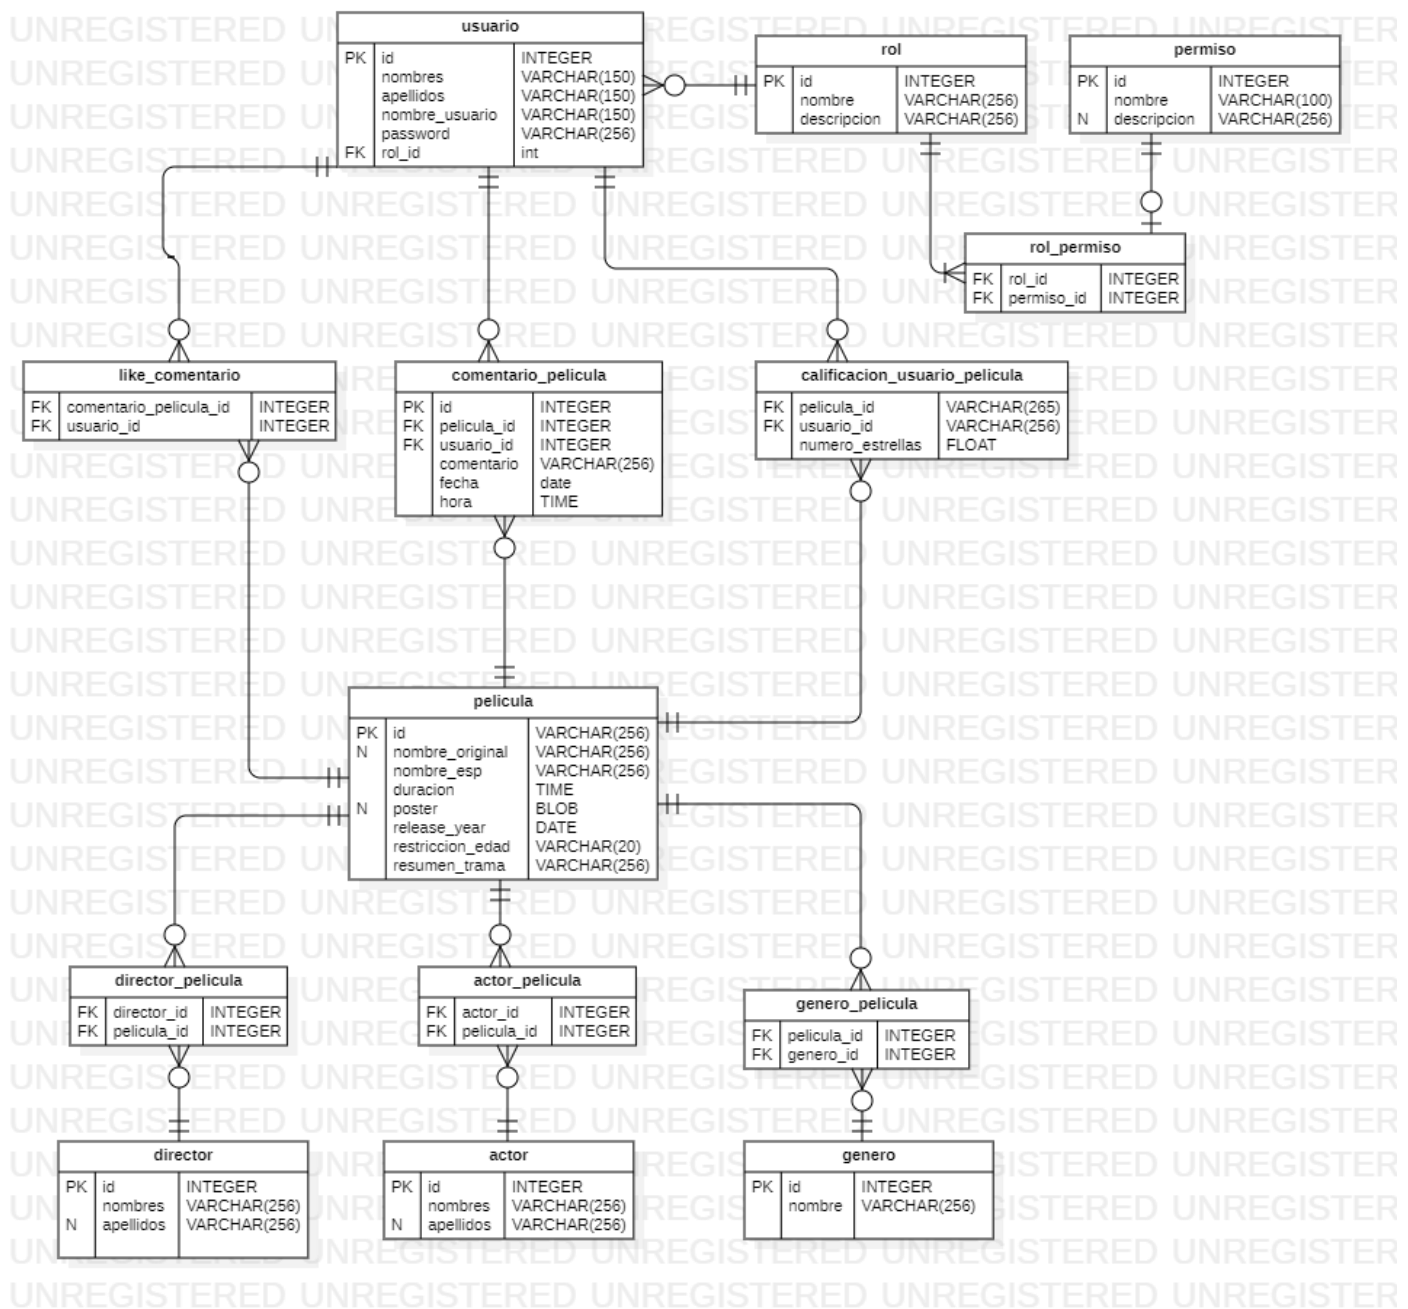 usuario
PK id INTEGER
nombres VARCHAR(150)
apellidos VARCHAR(150)
nombre_usuario VARCHAR(150)
password VARCHAR(256)
FK rol_id int
rol
PK id INTEGER
nombre VARCHAR(256)
descripcion VARCHAR(256)
permiso
PK id INTEGER
nombre VARCHAR(100)
N descripcion VARCHAR(256)
rol_permiso
FK rol_id INTEGER
FK permiso_id INTEGER
like_comentario
FK comentario_pelicula_id INTEGER
FK usuario_id INTEGER
comentario_pelicula
PK id INTEGER
FK pelicula_id INTEGER
FK usuario_id INTEGER
comentario VARCHAR(256)
fecha date
hora TIME
calificacion_usuario_pelicula
FK pelicula_id VARCHAR(265)
FK usuario_id VARCHAR(256)
numero_estrellas FLOAT
pelicula
PK id VARCHAR(256)
N nombre_original VARCHAR(256)
nombre_esp VARCHAR(256)
duracion TIME
N poster BLOB
release_year DATE
restriccion_edad VARCHAR(20)
resumen_trama VARCHAR(256)
director_pelicula
FK director_id INTEGER
FK pelicula_id INTEGER
actor_pelicula
FK actor_id INTEGER
FK pelicula_id INTEGER
genero_pelicula
FK pelicula_id INTEGER
FK genero_id INTEGER
director
PK id INTEGER
nombres VARCHAR(256)
N apellidos VARCHAR(256)
actor
PK id INTEGER
nombres VARCHAR(256)
N apellidos VARCHAR(256)
genero
PK id INTEGER
nombre VARCHAR(256)
UNREGISTERED